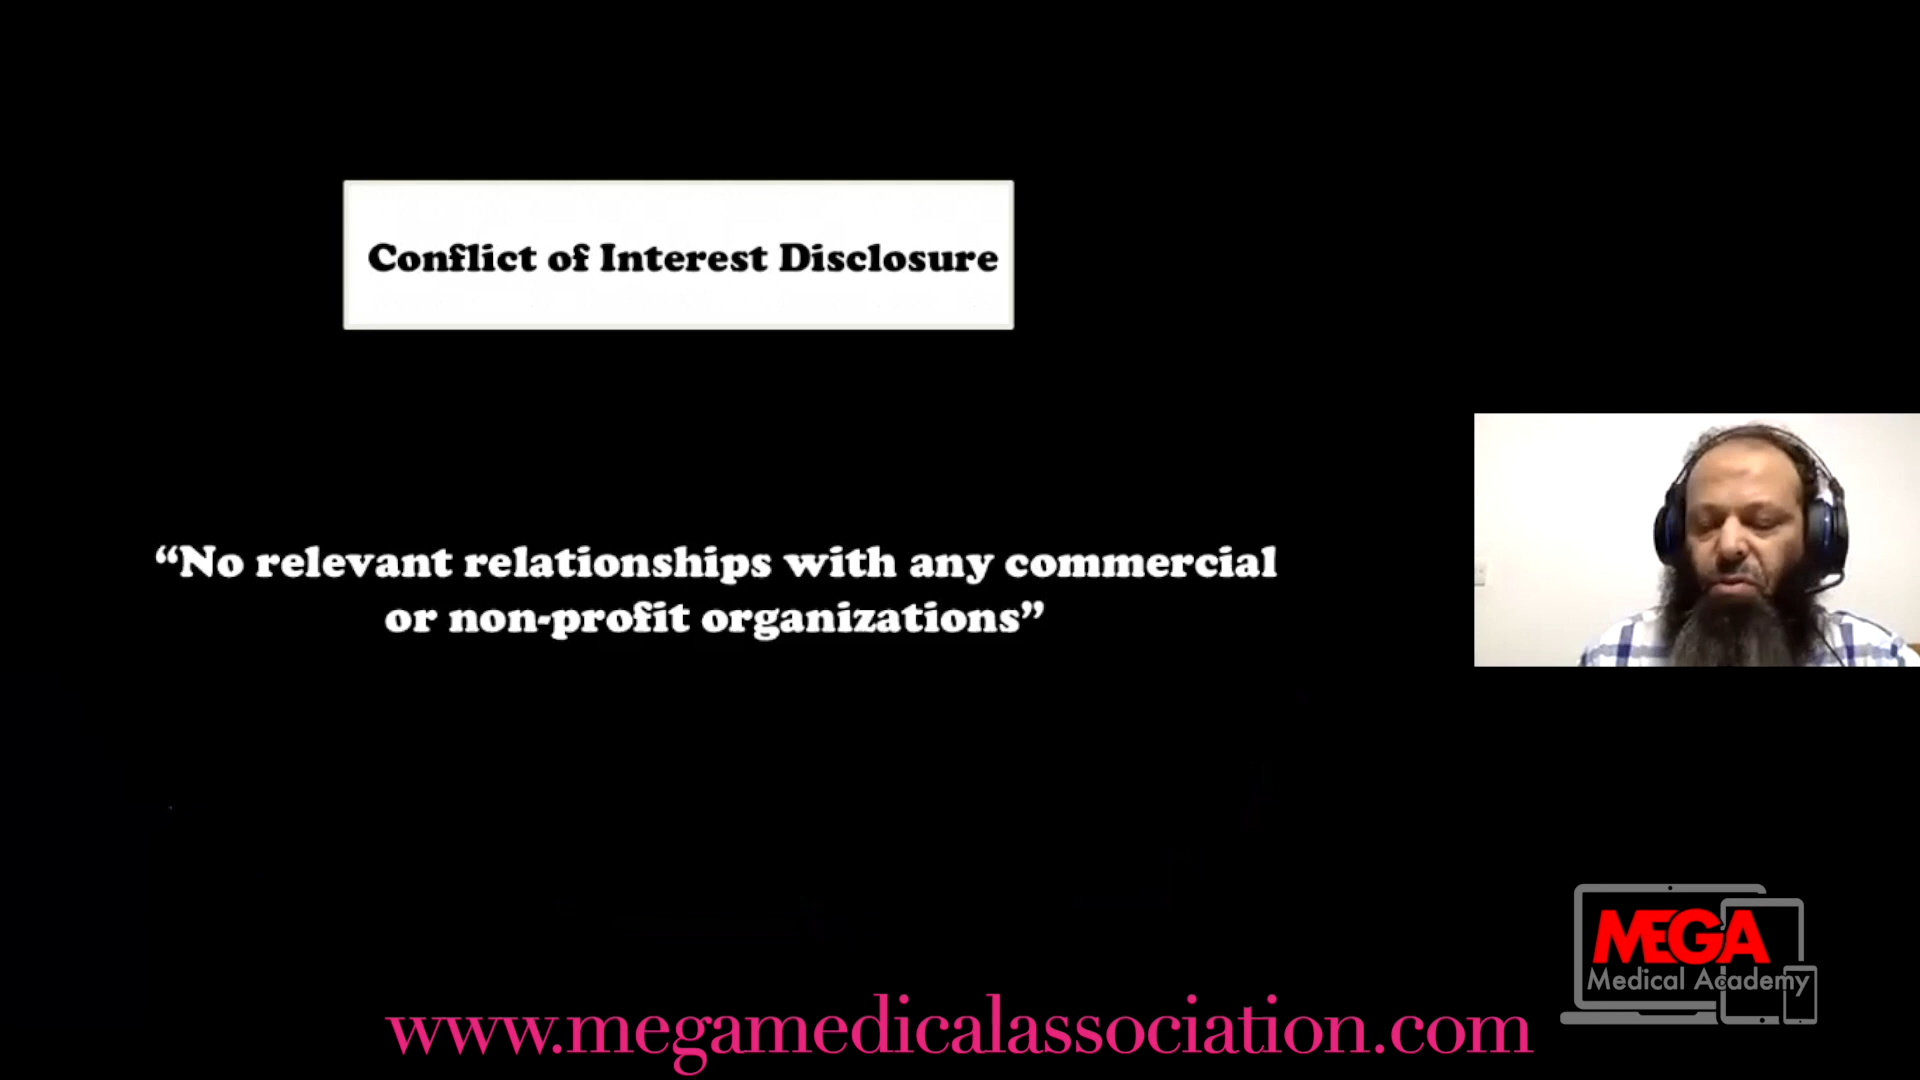 Conflict of Interest Disclosure
“No relevant relationships with any commercial
or non-profit organizations”
MEGA
Medical Academy
www.megamedicalassociation.com